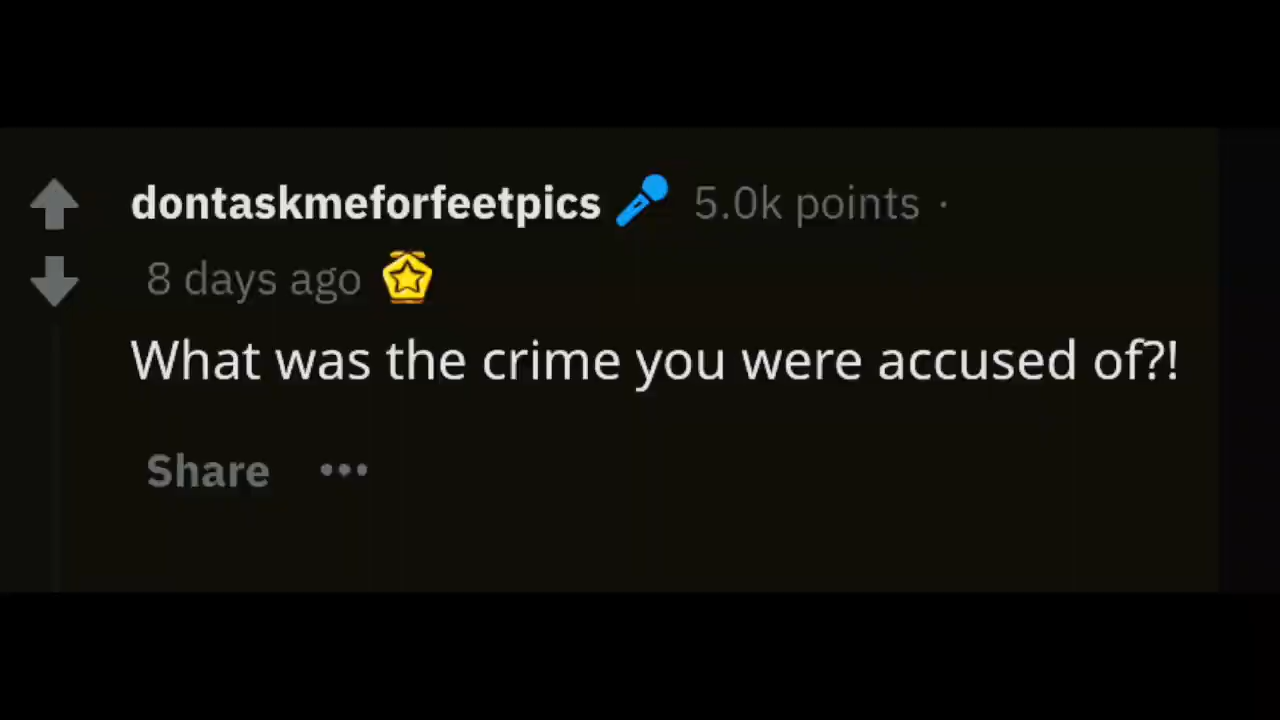 dontaskmeforfeetpics 5.0k points ·
8 days ago
What was the crime you were accused of?!
Share •••